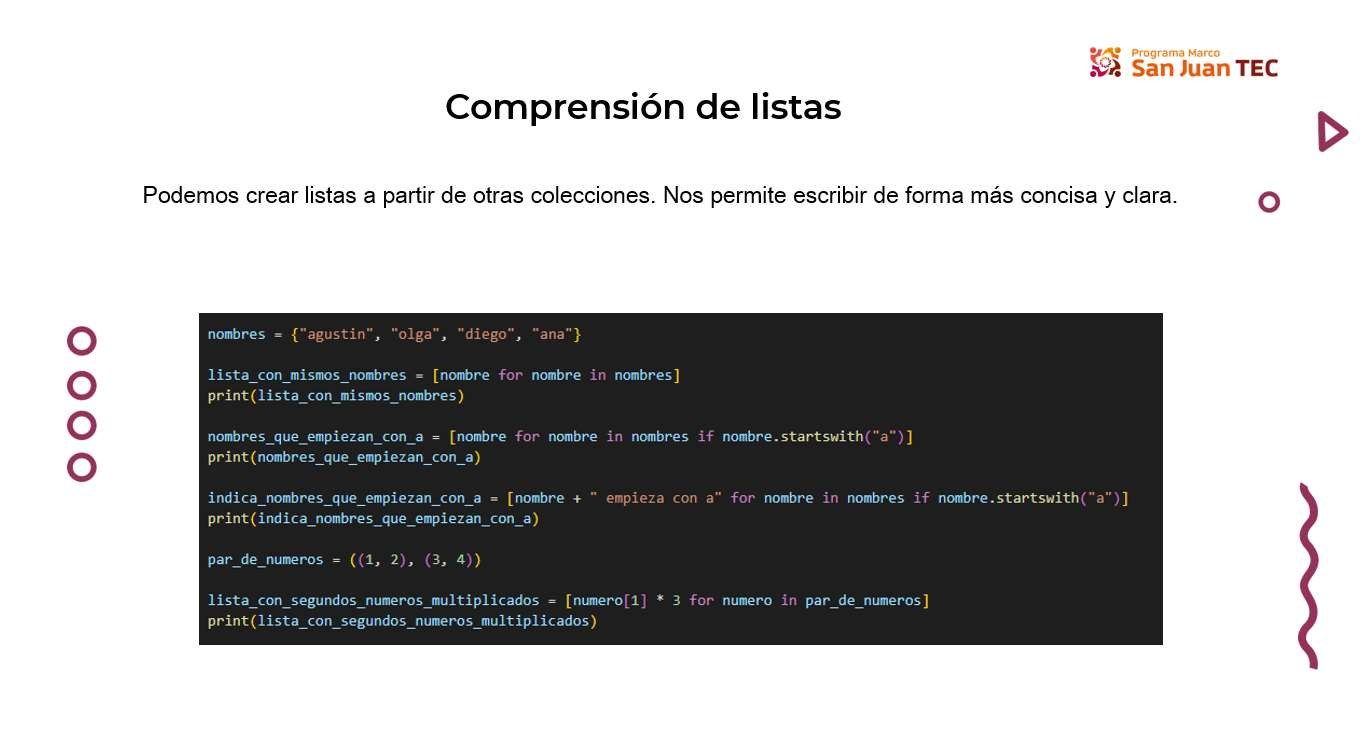 Programa Marco
San Juan TEC
Comprensión de listas
Podemos crear listas a partir de otras colecciones. Nos permite escribir de forma más concisa y clara.
nombres = {"agustin", "olga", "diego", "ana"}
lista_con_mismos_nombres = [nombre for nombre in nombres]
print(lista_con_mismos_nombres)
nombres_que_empiezan_con_a = [nombre for nombre in nombres if nombre.startswith("a")]
print(nombres_que_empiezan_con_a)
indica_nombres_que_empiezan_con_a = [nombre + " empieza con a" for nombre in nombres if nombre.startswith("a")]
print(indica_nombres_que_empiezan_con_a)
par_de_numeros = ((1, 2), (3, 4))
lista_con_segundos_numeros_multiplicados = [numero[1] * 3 for numero in par_de_numeros]
print(lista_con_segundos_numeros_multiplicados)